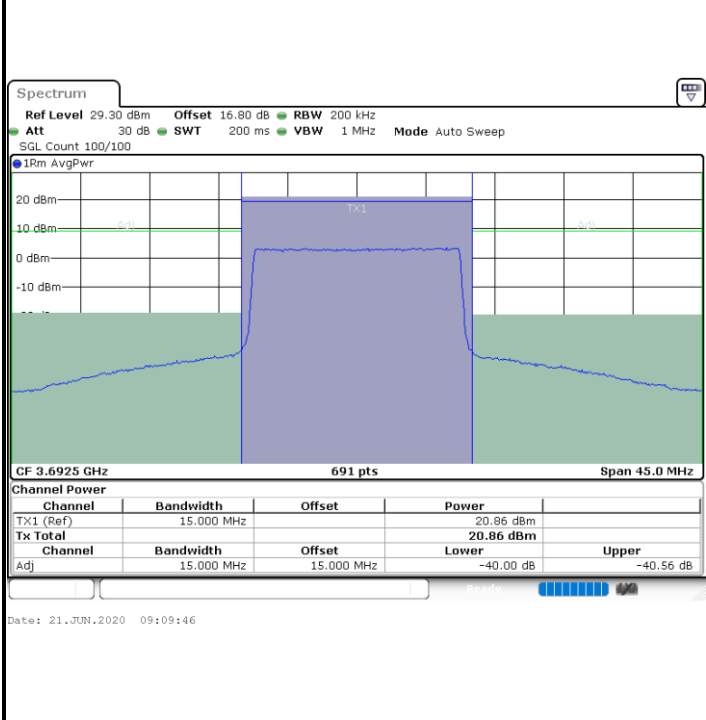 Spectrum
Ref Level 29.30 dBm Offset 16.80 dB RBW 200 kHz
Att 30 dB SWT 200 ms VBW 1 MHz Mode Auto Sweep
SGL Count 100/100
1Rm AvgPwr
20 dBm
TX1
Adj Adj
10 dBm
0 dBm
-10 dBm
CF 3.6925 GHz 691 pts Span 45.0 MHz
Channel Power
Channel Bandwidth Offset Power
TX1 (Ref) 15.000 MHz 20.86 dBm
Tx Total 20.86 dBm
Channel Bandwidth Offset Lower Upper
Adj 15.000 MHz 15.000 MHz -40.00 dB -40.56 dB
Ready
Date: 21.JUN.2020 09:09:46